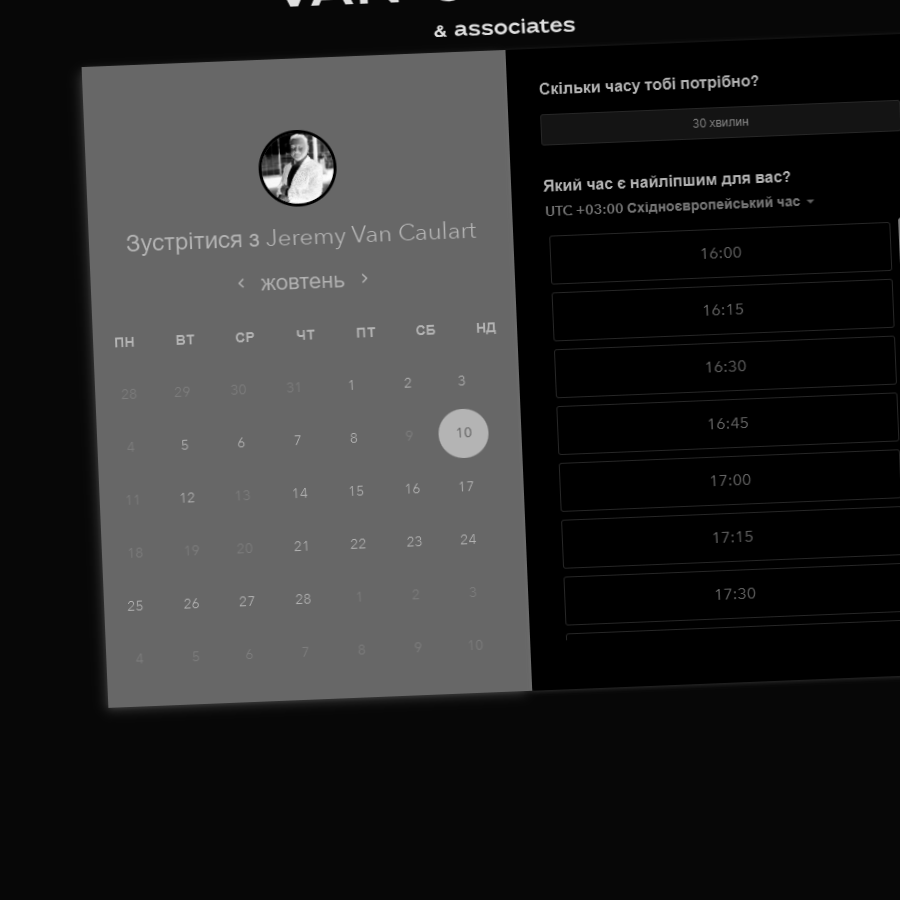 VAN
& associates
Зустрітися з Jeremy Van Caulart
жовтень
ПН ВТ СР ЧТ ПТ СБ НД
28 29 30 31 1 2 3
4 5 6 7 8 9 10
11 12 13 14 15 16 17
18 19 20 21 22 23 24
25 26 27 28 1 2 3
4 5 6 7 8 9 10
Скільки часу тобі потрібно?
30 хвилин
Який час є найліпшим для вас?
UTC +03:00 Східноєвропейський час
16:00
16:15
16:30
16:45
17:00
17:15
17:30